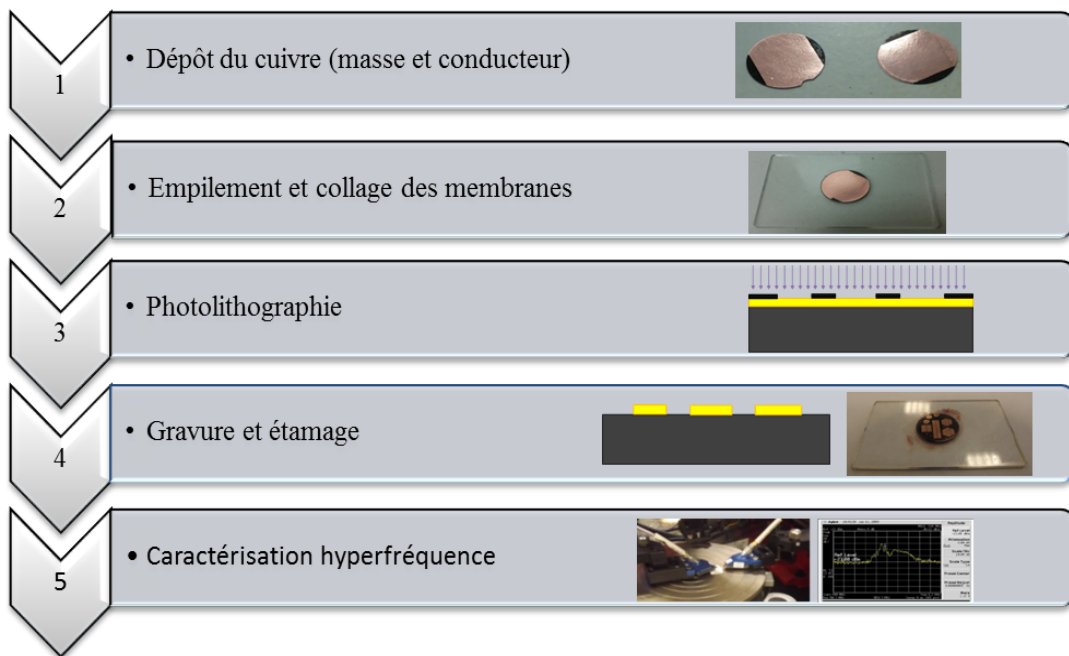 1
• Dépôt du cuivre (masse et conducteur)
2
• Empilement et collage des membranes
3
• Photolithographie
4
• Gravure et étamage
5
• Caractérisation hyperfréquence